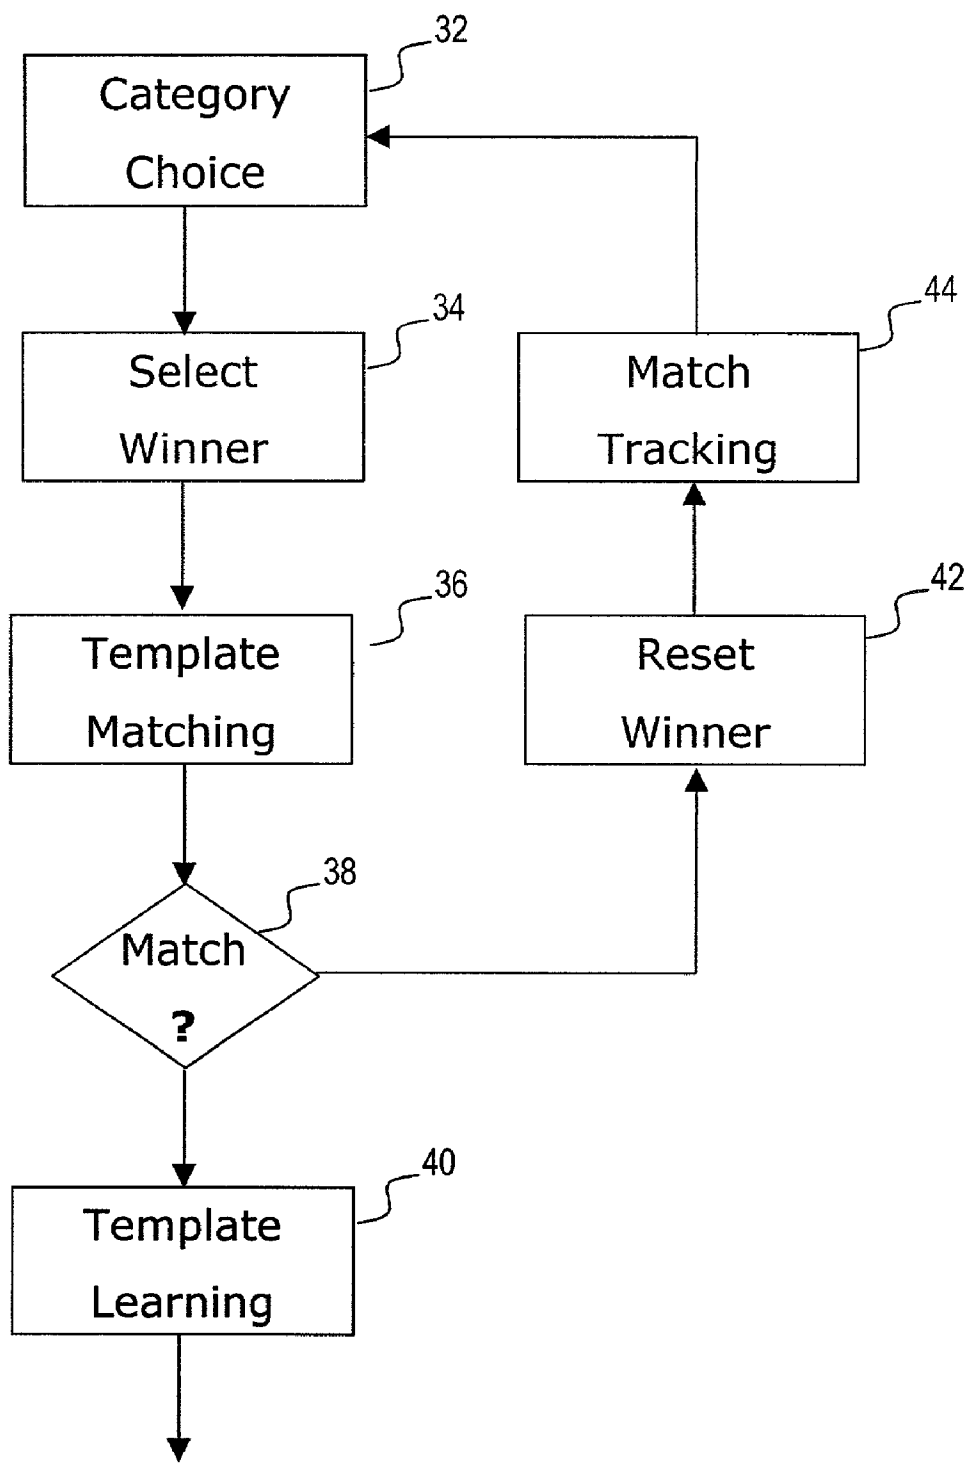 32
Category
Choice
34
Select
Winner
44
Match
Tracking
36
Template
Matching
42
Reset
Winner
38
Match
?
40
Template
Learning